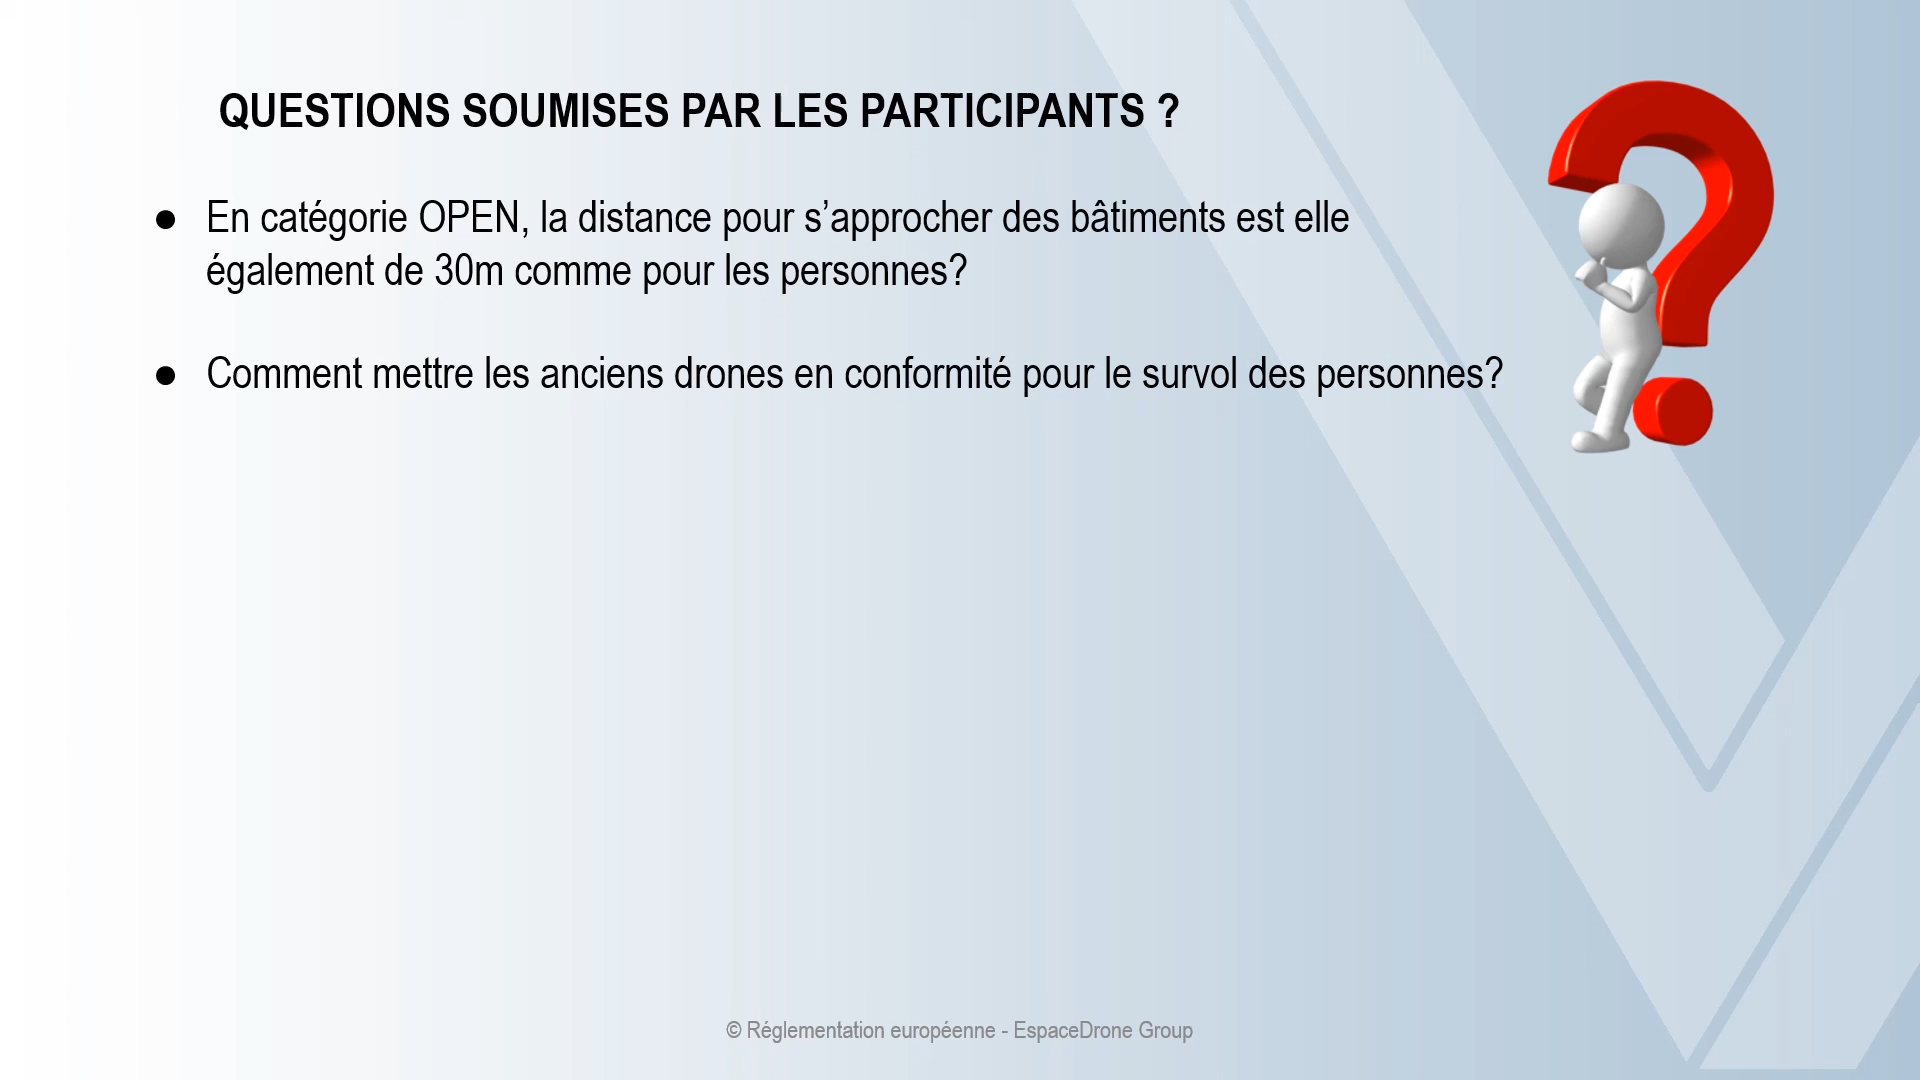 QUESTIONS SOUMISES PAR LES PARTICIPANTS ?
● En catégorie OPEN, la distance pour s’approcher des bâtiments est elle
également de 30m comme pour les personnes?
● Comment mettre les anciens drones en conformité pour le survol des personnes?
© Réglementation européenne - EspaceDrone Group